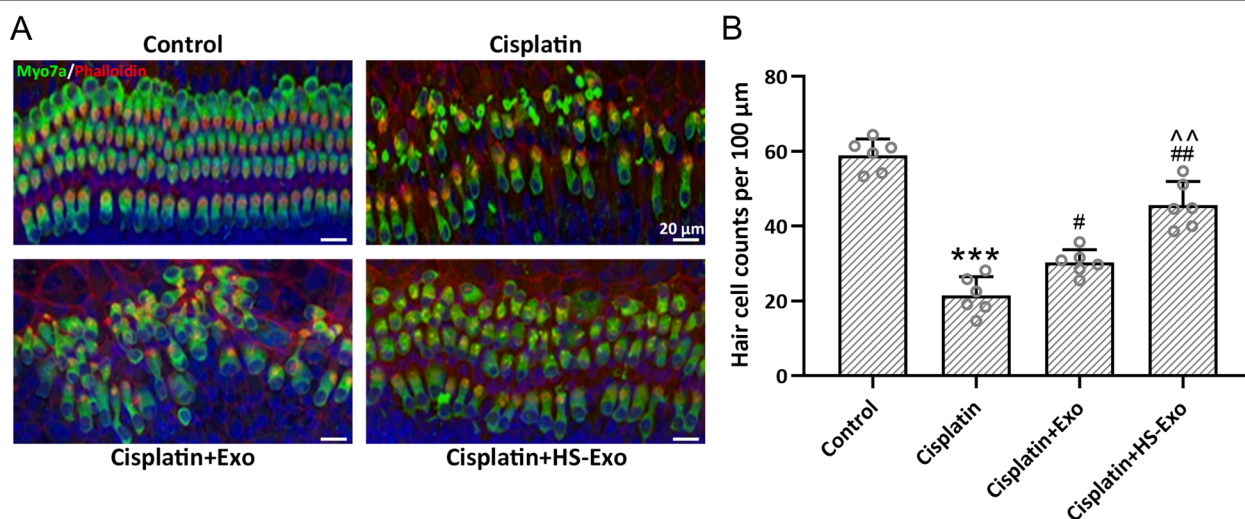 A
Control
Cisplatin
Myo7a/Phalloidin
20 μm
Cisplatin+Exo
Cisplatin+HS-Exo
B
Hair cell counts per 100 μm
80
60
40
20
0
***
#
^^
##
Control
Cisplatin
Cisplatin+Exo
Cisplatin+HS-Exo